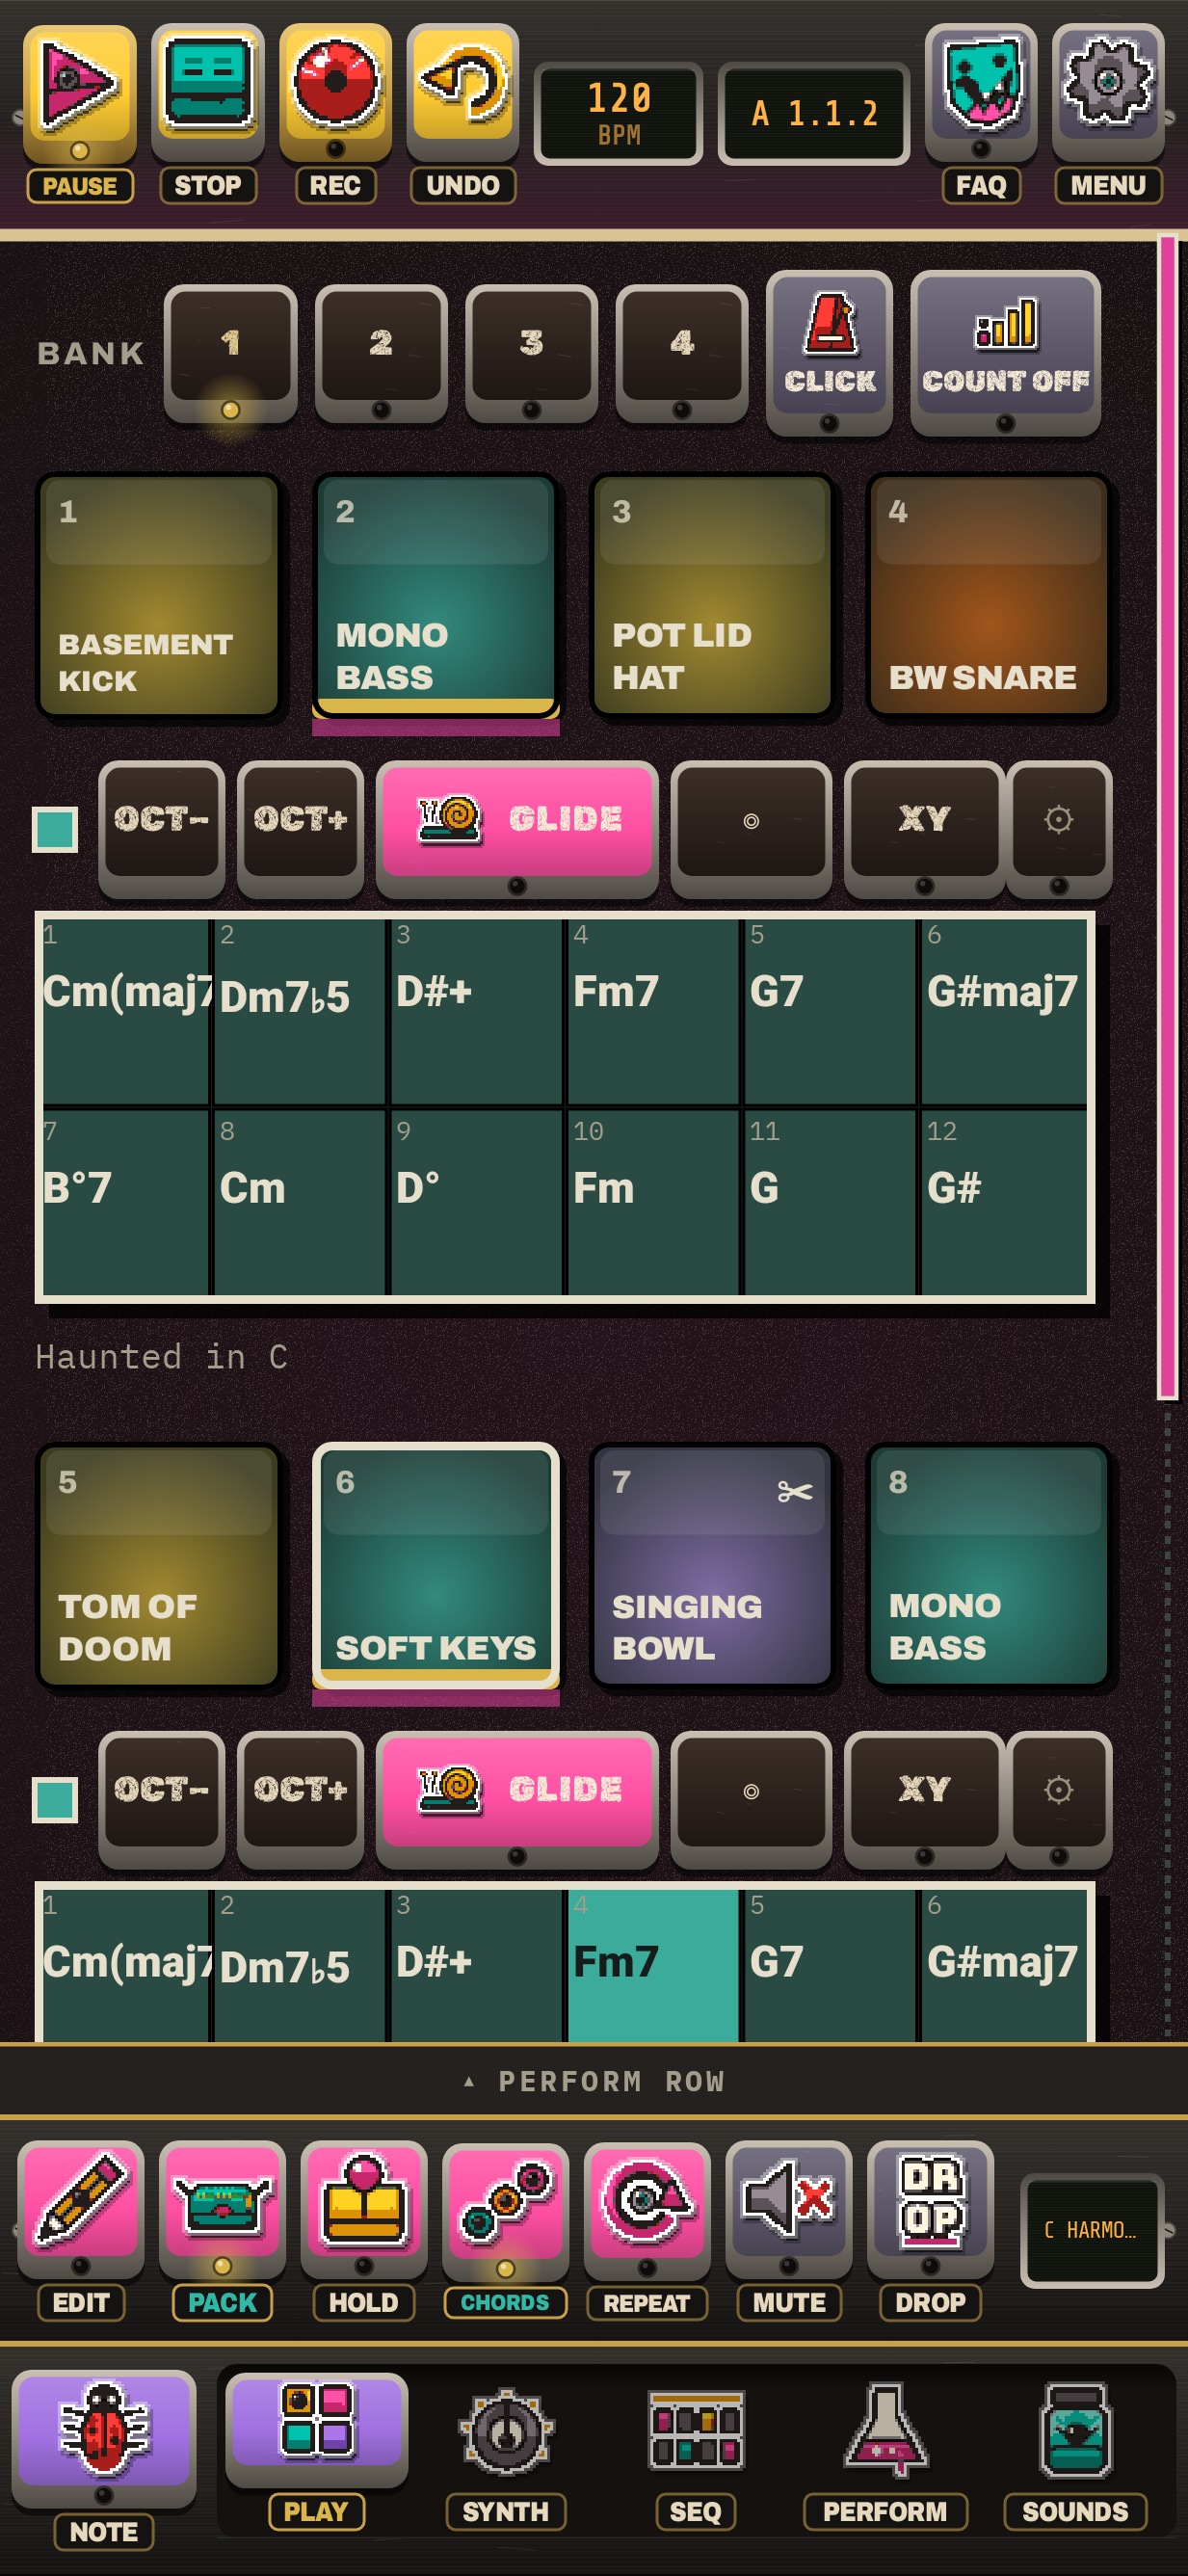 120
BPM
A 1.1.2
PAUSE
STOP
REC
UNDO
FAQ
MENU
BANK
1
2
3
4
CLICK
COUNT OFF
1
BASEMENT
KICK
2
MONO
BASS
3
POT LID
HAT
4
BW SNARE
OCT-
OCT+
GLIDE
XY
1
Cm(maj7
2
Dm7♭5
3
D#+
4
Fm7
5
G7
6
G#maj7
7
B°7
8
Cm
9
D°
10
Fm
11
G
12
G#
Haunted in C
5
TOM OF
DOOM
6
SOFT KEYS
7
SINGING
BOWL
8
MONO
BASS
OCT-
OCT+
GLIDE
XY
1
Cm(maj7
2
Dm7♭5
3
D#+
4
Fm7
5
G7
6
G#maj7
▲ PERFORM ROW
DR
OP
C HARMO…
EDIT
PACK
HOLD
CHORDS
REPEAT
MUTE
DROP
NOTE
PLAY
SYNTH
SEQ
PERFORM
SOUNDS